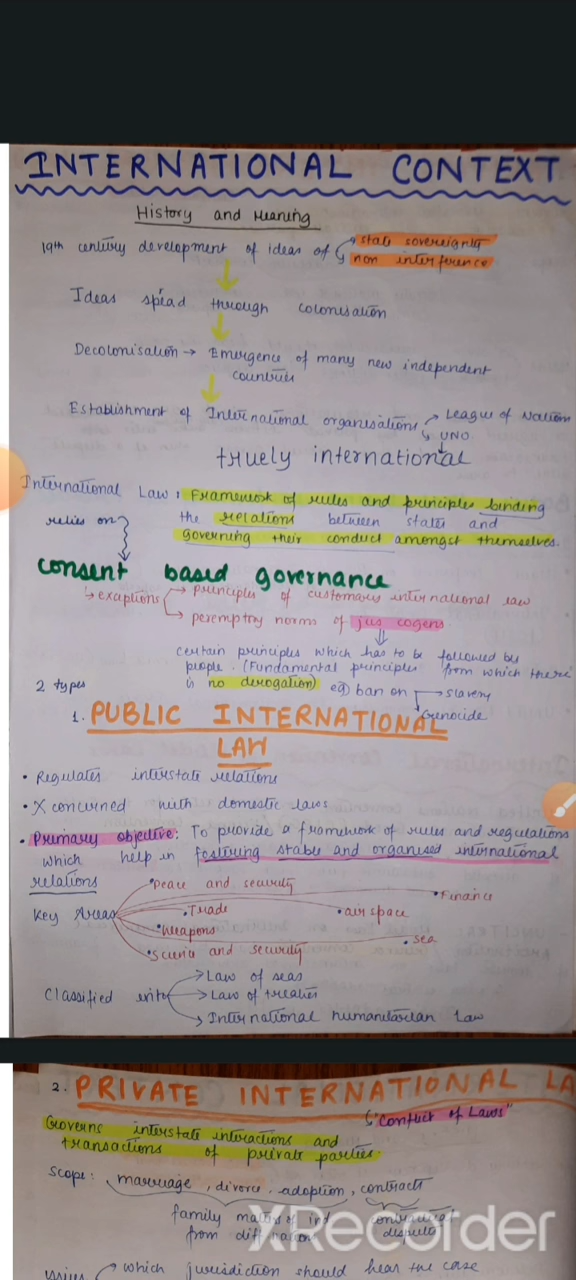 INTERNATIONAL CONTEXT
History and Meaning
19th century development of ideas of state sovereignty
non interference
Ideas spread through colonisation
Decolonisation → Emergence of many new independent
countries
Establishment of International organisations League of Nations
UNO
truely international
International Law: Framework of rules and principles binding
relies on the relations between states and
governing their conduct amongst themselves.
consent based governance
exceptions principles of customary international law
peremptory norms of jus cogens
certain principles which has to be followed by
people. (Fundamental principles from which there
is no derogation) eg) ban on slavery
Genocide
2 types
1. PUBLIC INTERNATIONAL
LAW
• Regulates interstate relations
• X concerned with domestic laws
• Primary objective: To provide a framework of rules and regulations
which help in fostering stable and organised international
relations
Key Areas • Peace and security • Finance
• Trade • air space
• Weapons • sea
• Science and security
Classified into → Law of seas
→ Law of treaties
→ International humanitarian Law
2. PRIVATE INTERNATIONAL LA
"Conflict of Laws"
Governs interstate interactions and
transactions of private parties
scope: marriage, divorce, adoption, contracts
family matters of ind contractual
from diff nations disputes
XRecorder
which jurisdiction should hear the case